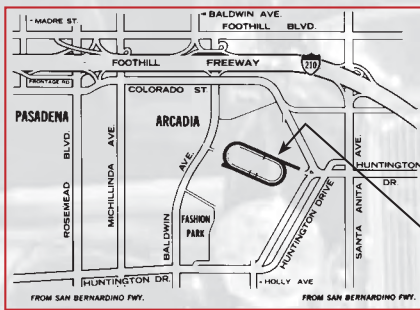 MADRE ST.
BALDWIN AVE.
FOOTHILL BLVD.
FOOTHILL FREEWAY
210
FRONTAGE RD
COLORADO ST.
PASADENA
ARCADIA
ROSEMEAD BLVD.
MICHILLINDA AVE.
BALDWIN AVE.
FASHION
PARK
HUNTINGTON DRIVE
SANTA ANITA AVE.
HUNTINGTON
DR.
HUNTINGTON DR.
HOLLY AVE
FROM SAN BERNARDINO FWY.
FROM SAN BERNARDINO FWY.